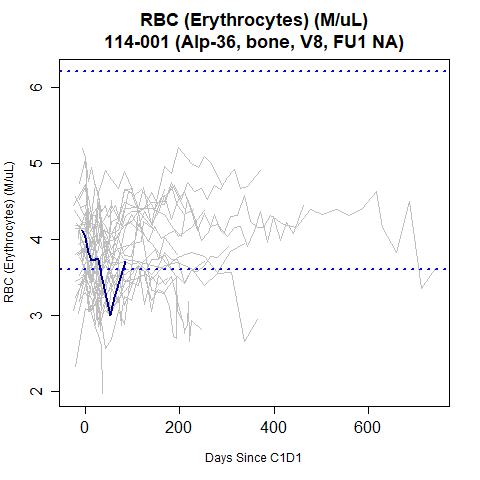 RBC (Erythrocytes) (M/uL)
114-001 (Alp-36, bone, V8, FU1 NA)
RBC (Erythrocytes) (M/uL)
6
5
4
3
2
0
200
400
600
Days Since C1D1